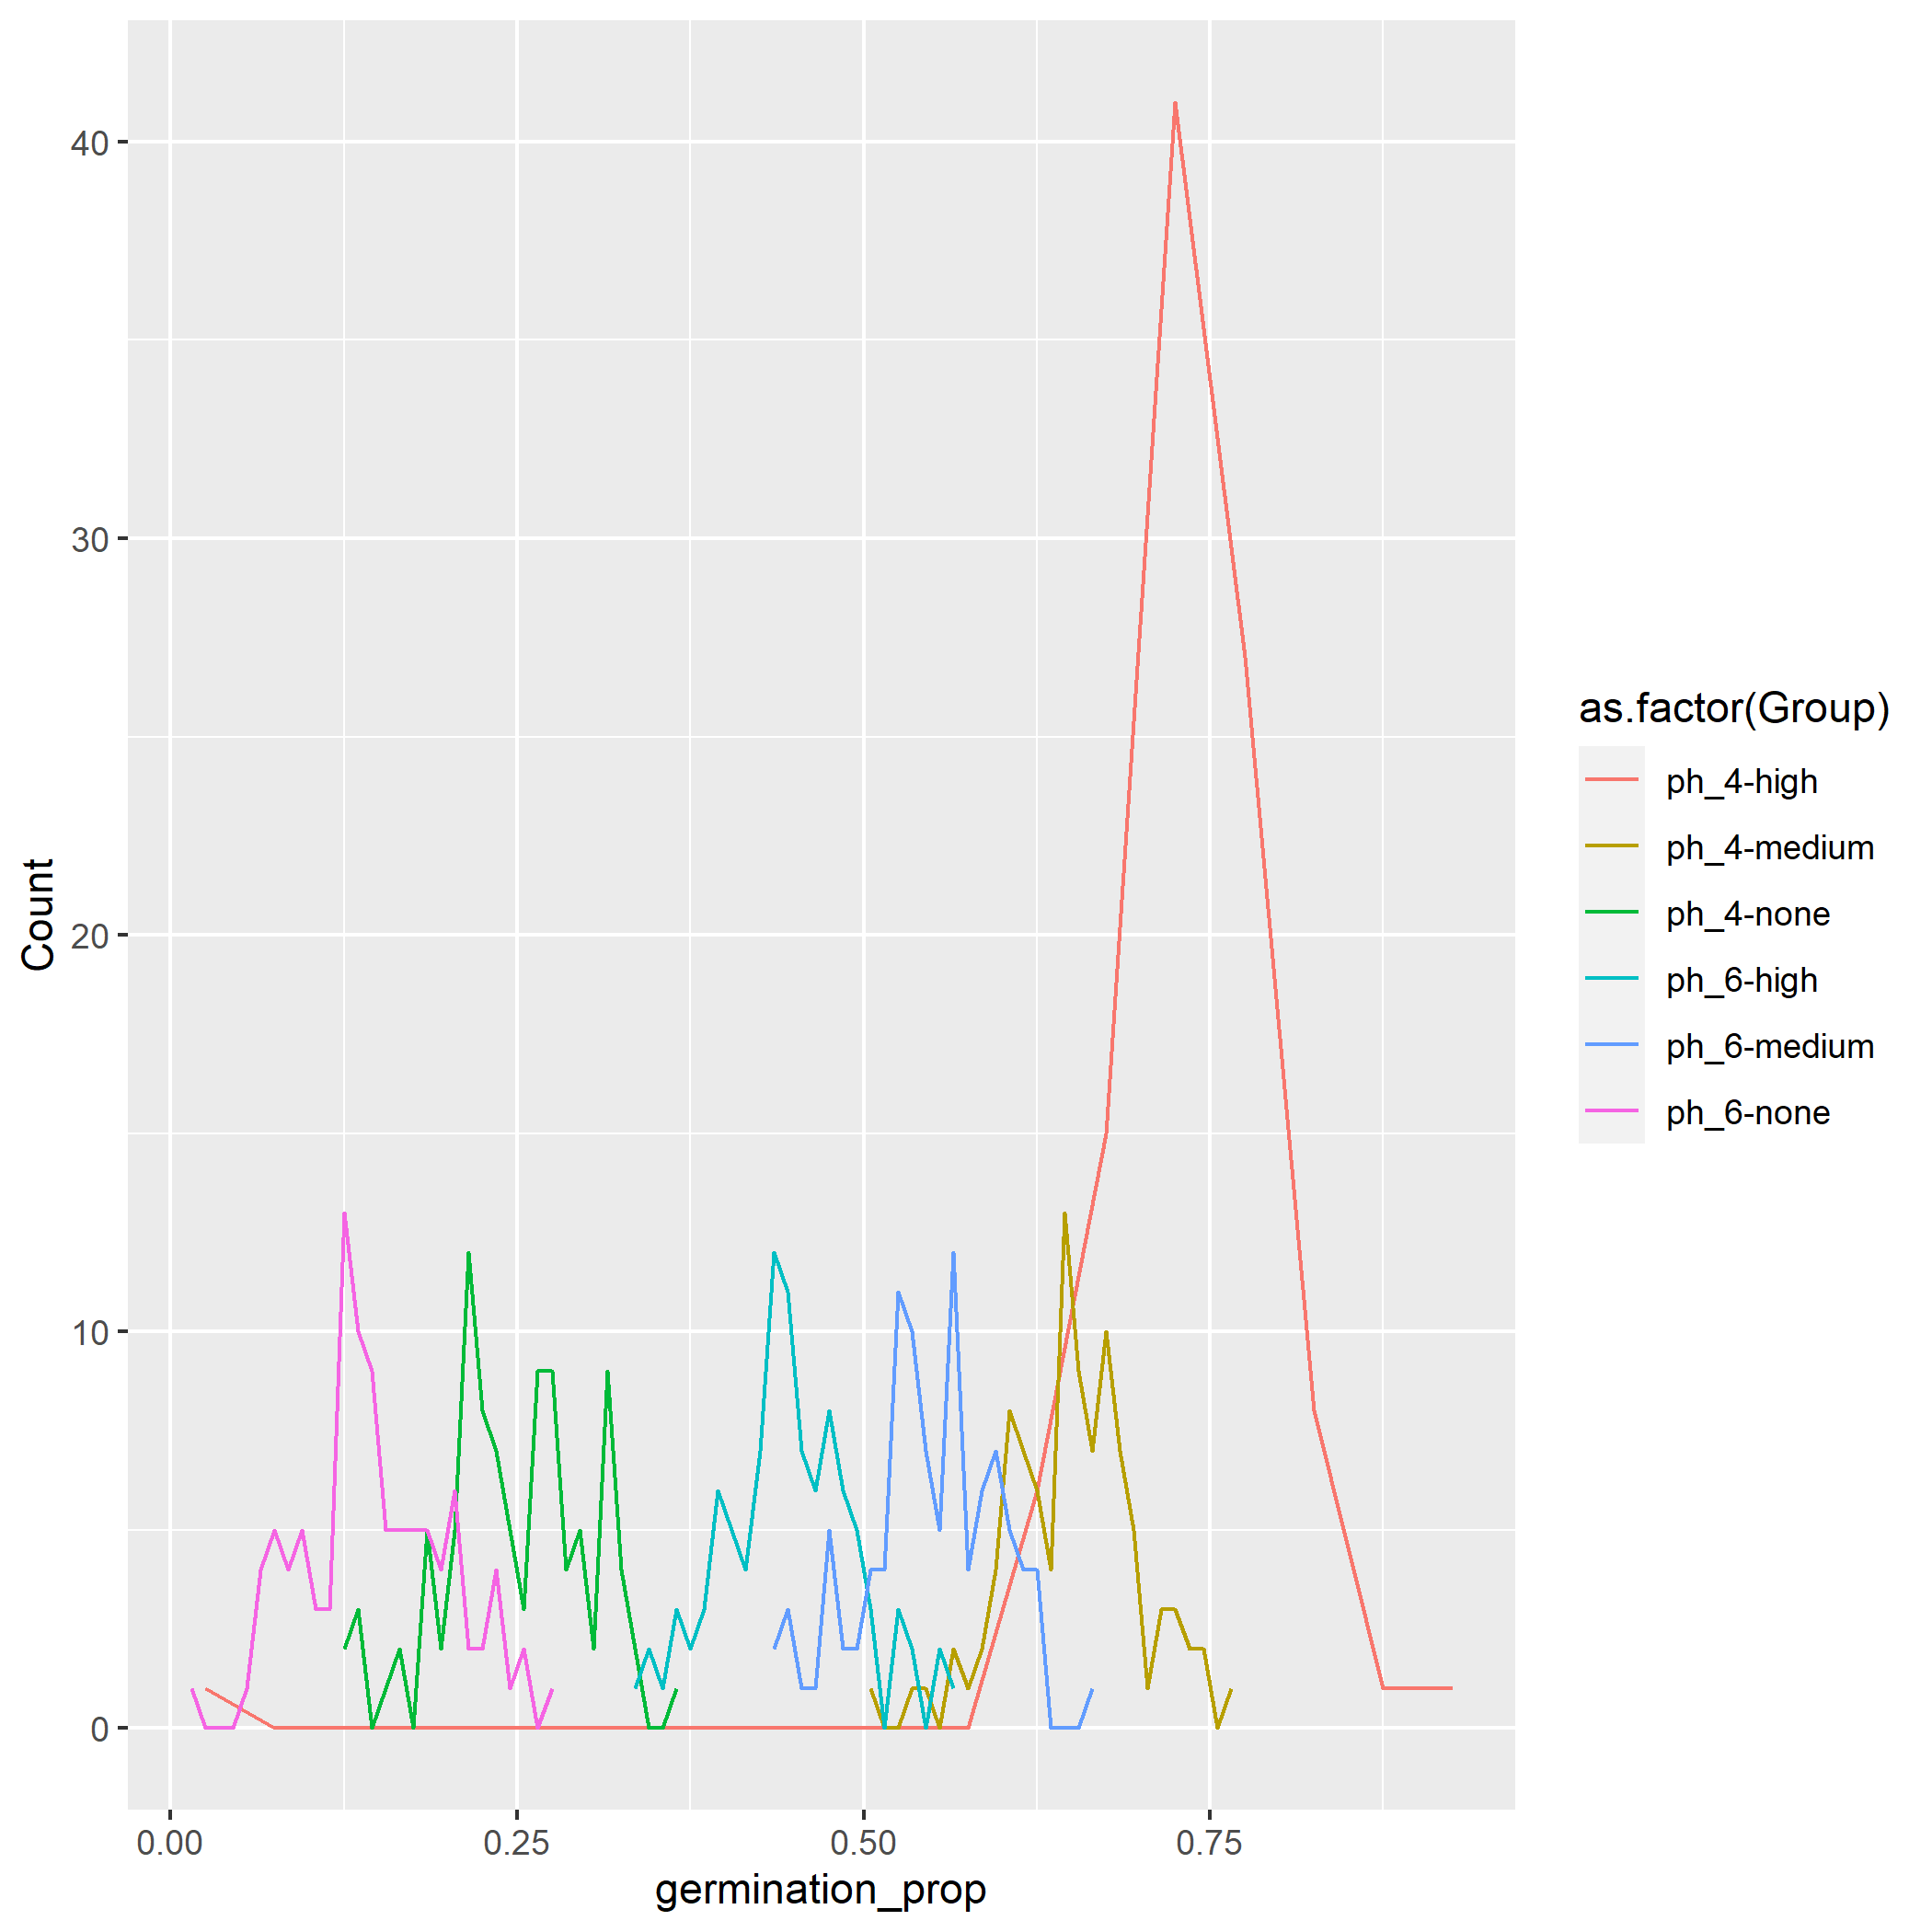 40
30
20
10
0
Count
0.00 0.25 0.50 0.75
germination_prop
as.factor(Group)
ph_4-high
ph_4-medium
ph_4-none
ph_6-high
ph_6-medium
ph_6-none